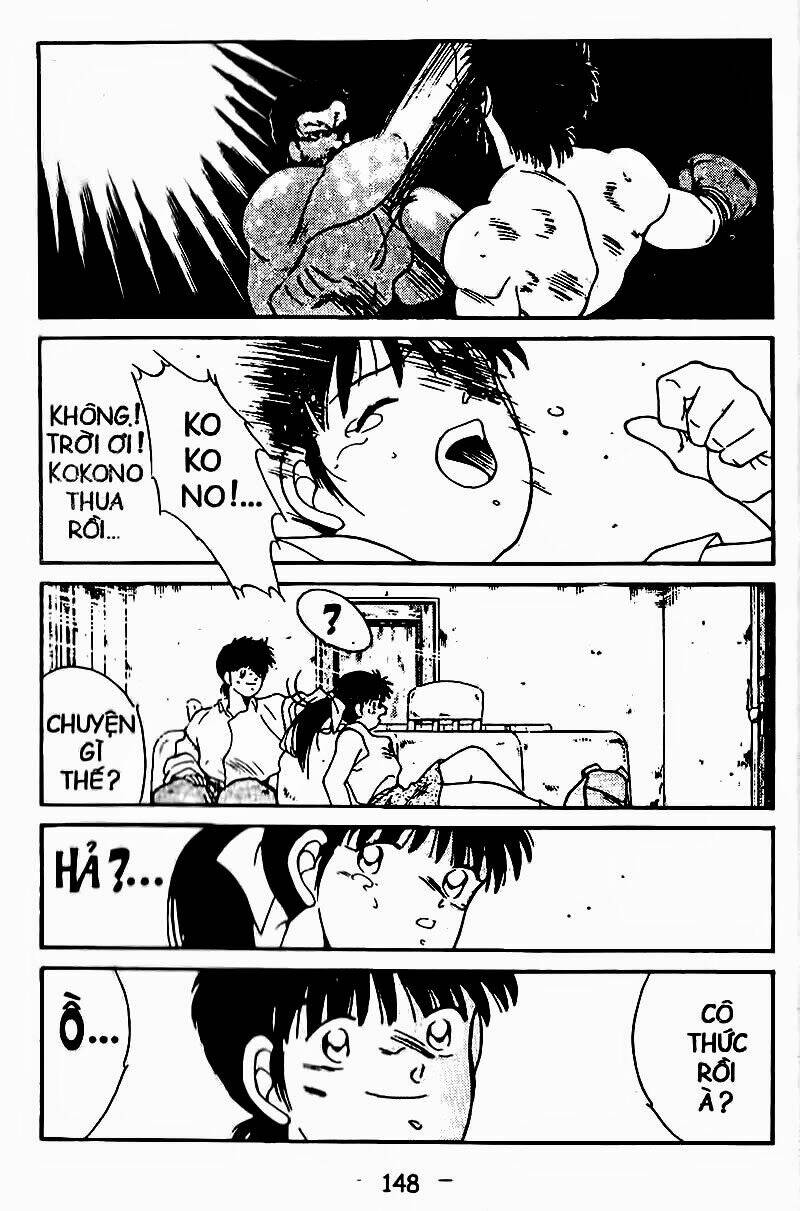 KHÔNG!
TRỜI ƠI!
KOKONO
THUA
RỒI...
KO
KO
NO!...
?
CHUYỆN
GÌ
THẾ?
HẢ?...
Ồ...
CÔ
THỨC
RỒI
À?
148